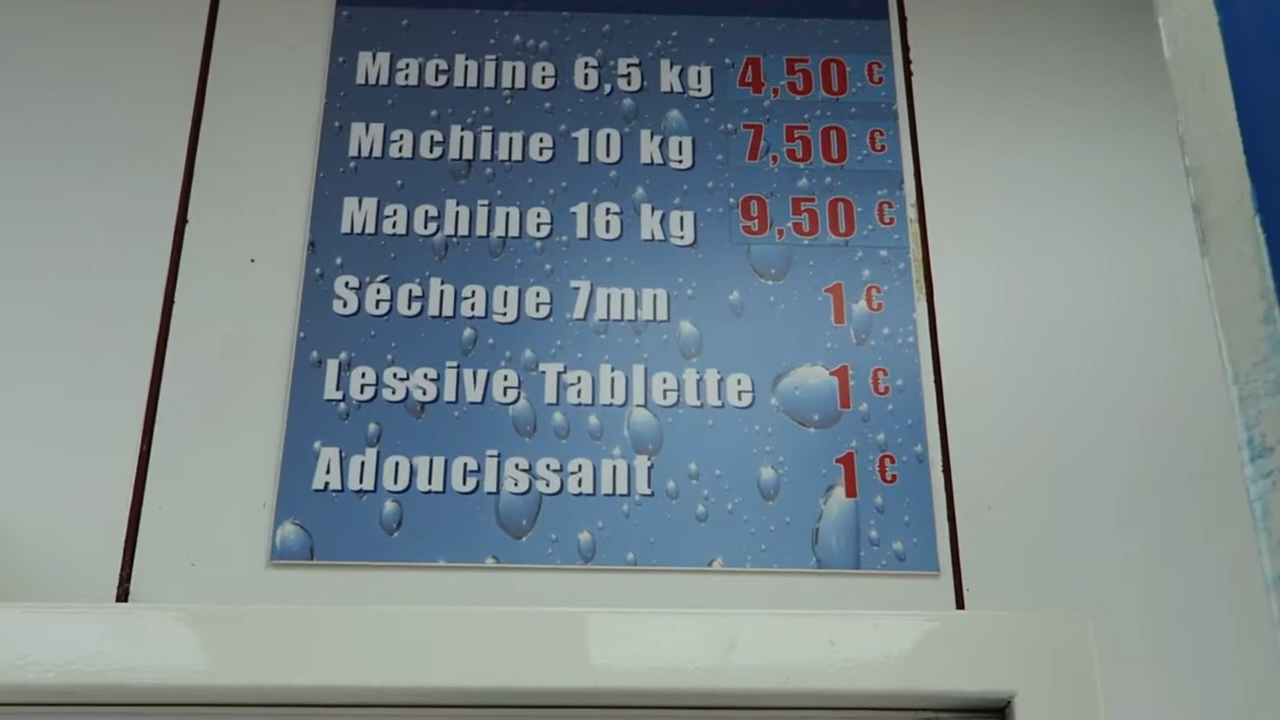 Machine 6,5 kg 4,50 €
Machine 10 kg 7,50 €
Machine 16 kg 9,50 €
Séchage 7mn 1 €
Lessive Tablette 1 €
Adoucissant 1 €